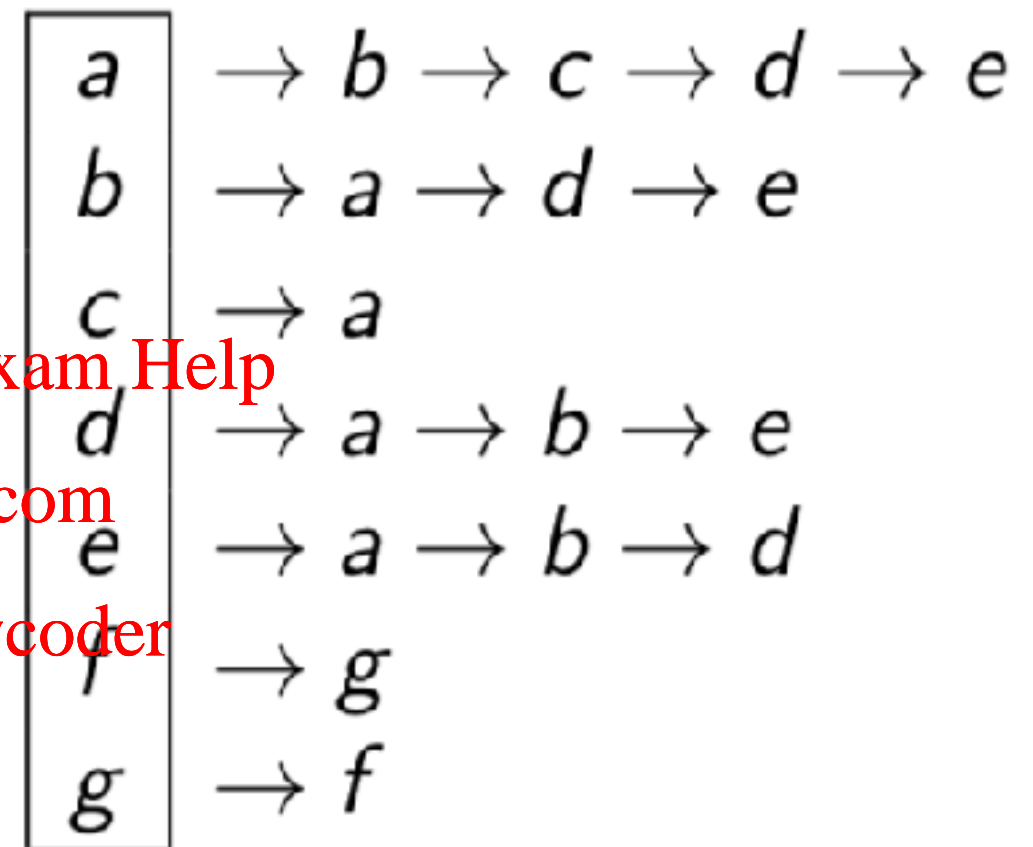 a → b → c → d → e
b → a → d → e
c → a
xam Help
d → a → b → e
com
e → a → b → d
coder
f → g
g → f